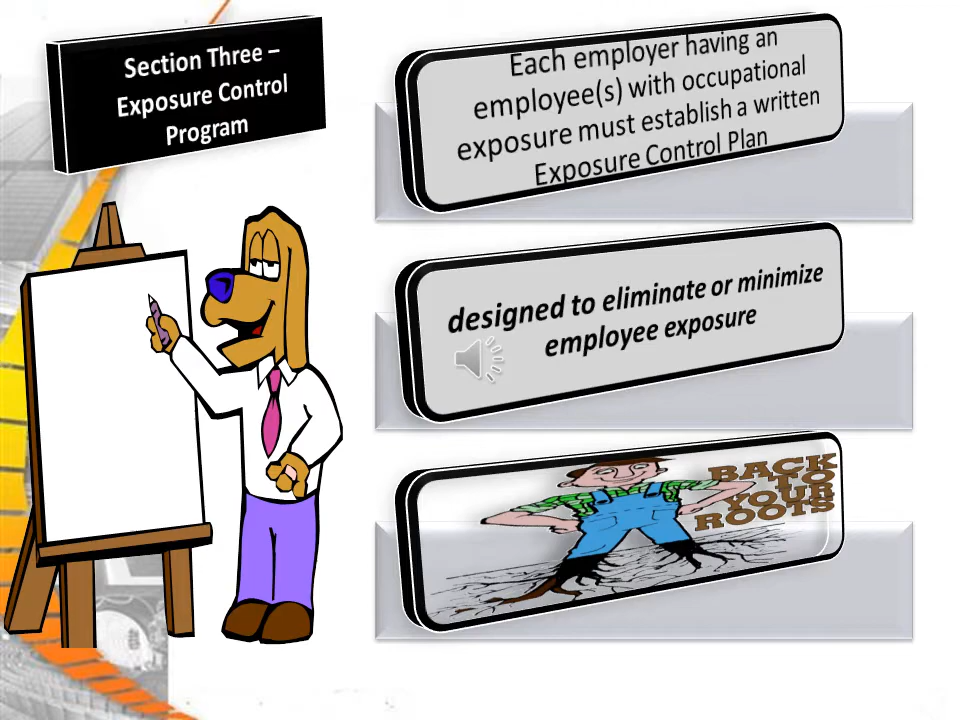 Section Three –
Exposure Control
Program
Each employer having an
employee(s) with occupational
exposure must establish a written
Exposure Control Plan
designed to eliminate or minimize
employee exposure
BACK
TO
YOUR
ROOTS